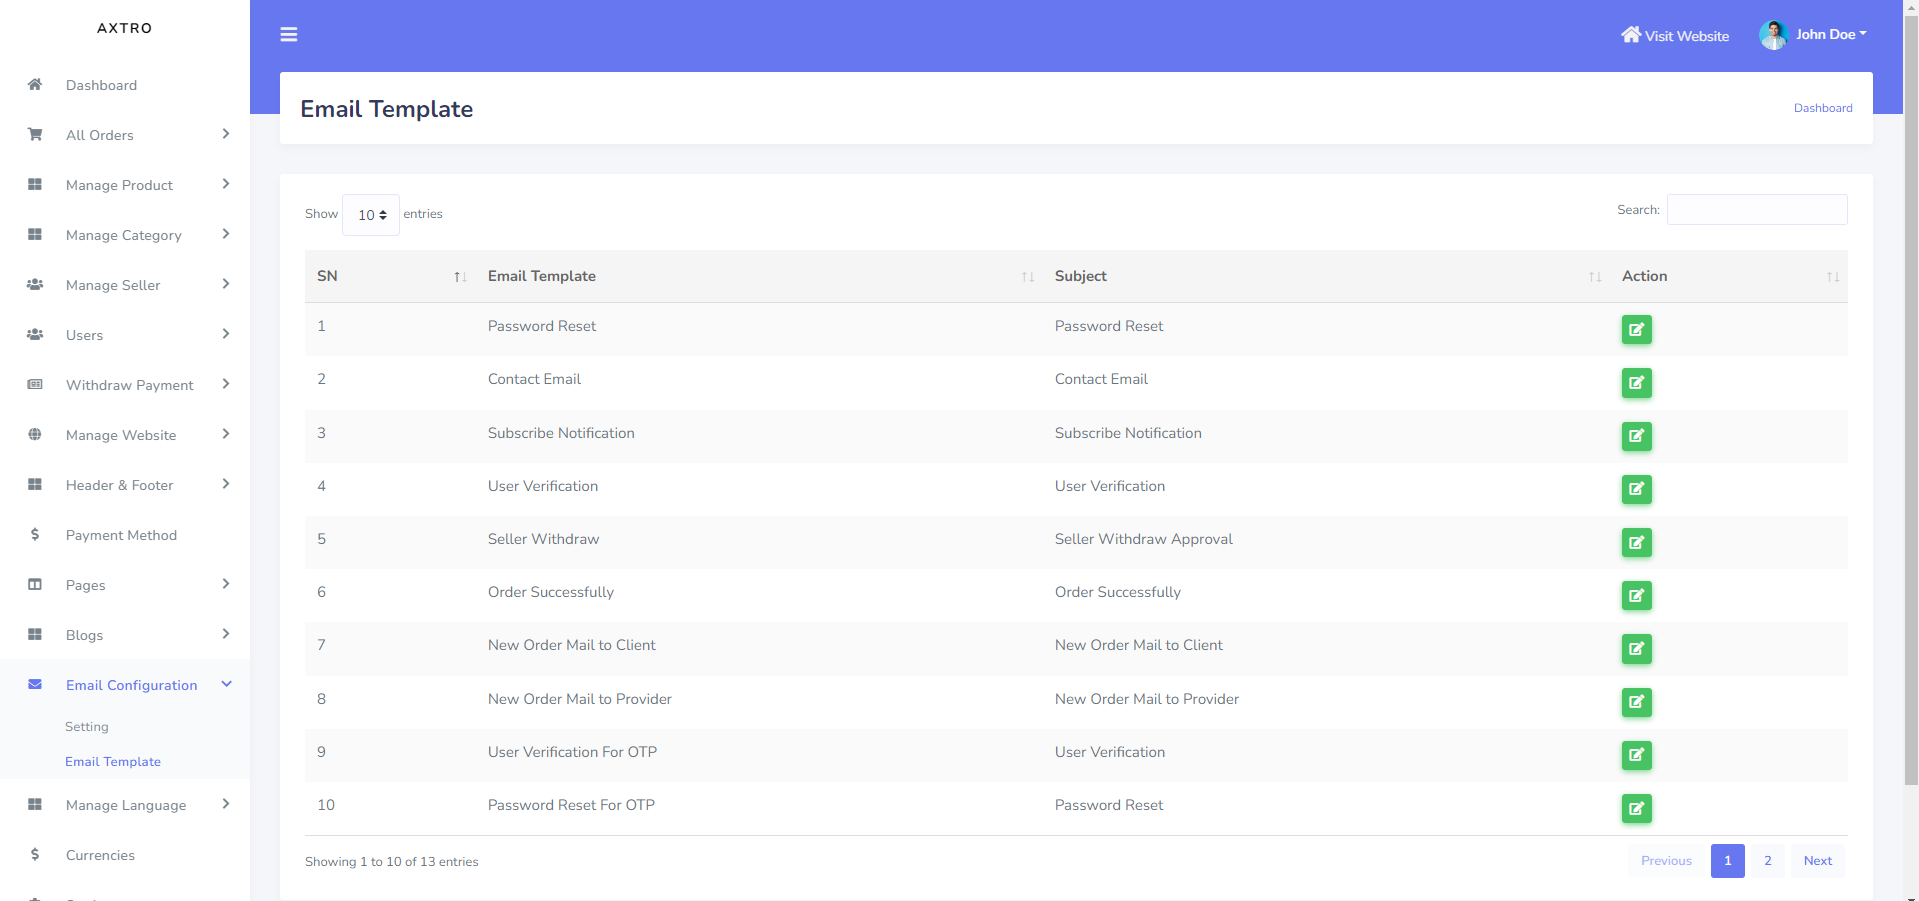 AXTRO
Visit Website
John Doe
Dashboard
All Orders
Manage Product
Manage Category
Manage Seller
Users
Withdraw Payment
Manage Website
Header & Footer
Payment Method
Pages
Blogs
Email Configuration
Setting
Email Template
Manage Language
Currencies
Email Template
Dashboard
Show 10 entries
Search:
SN Email Template Subject Action
1 Password Reset Password Reset
2 Contact Email Contact Email
3 Subscribe Notification Subscribe Notification
4 User Verification User Verification
5 Seller Withdraw Seller Withdraw Approval
6 Order Successfully Order Successfully
7 New Order Mail to Client New Order Mail to Client
8 New Order Mail to Provider New Order Mail to Provider
9 User Verification For OTP User Verification
10 Password Reset For OTP Password Reset
Showing 1 to 10 of 13 entries
Previous 1 2 Next